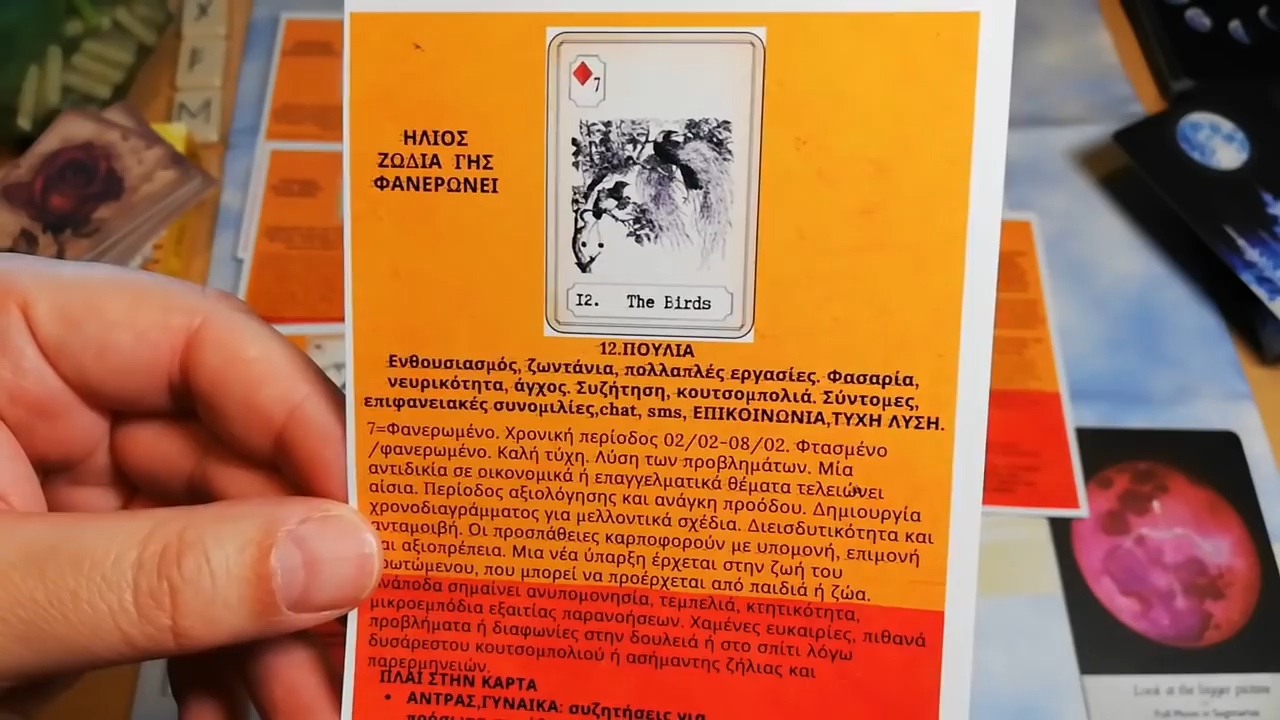 ΗΛΙΟΣ
ΖΩΔΙΑ ΓΗΣ
ΦΑΝΕΡΩΝΕΙ
7
12. The Birds
12.ΠΟΥΛΙΑ
Ενθουσιασμός, ζωντάνια, πολλαπλές εργασίες. Φασαρία,
νευρικότητα, άγχος. Συζήτηση, κουτσομπολιά. Σύντομες,
επιφανειακές συνομιλίες,chat, sms, ΕΠΙΚΟΙΝΩΝΙΑ,ΤΥΧΗ ΛΥΣΗ.
7=Φανερωμένο. Χρονική περίοδος 02/02-08/02. Φτασμένο
/φανερωμένο. Καλή τύχη. Λύση των προβλημάτων. Μία
αντιδικία σε οικονομικά ή επαγγελματικά θέματα τελειώνει
αίσια. Περίοδος αξιολόγησης και ανάγκη προόδου. Δημιουργία
χρονοδιαγράμματος για μελλοντικά σχέδια. Διεισδυτικότητα και
ανταμοιβή. Οι προσπάθειες καρποφορούν με υπομονή, επιμονή
και αξιοπρέπεια. Μια νέα ύπαρξη έρχεται στην ζωή του
ρωτώμενου, που μπορεί να προέρχεται από παιδιά ή ζώα.
Ανάποδα σημαίνει ανυπομονησία, τεμπελιά, κτητικότητα,
μικροεμπόδια εξαιτίας παρανοήσεων. Χαμένες ευκαιρίες, πιθανά
προβλήματα ή διαφωνίες στην δουλειά ή στο σπίτι λόγω
δυσάρεστου κουτσομπολιού ή ασήμαντης ζήλιας και
παρερμηνειών.
ΠΛΑΙ ΣΤΗΝ ΚΑΡΤΑ
• ΑΝΤΡΑΣ,ΓΥΝΑΙΚΑ: συζητήσεις για
Look at the bigger picture
Full Moon in Sagittarius